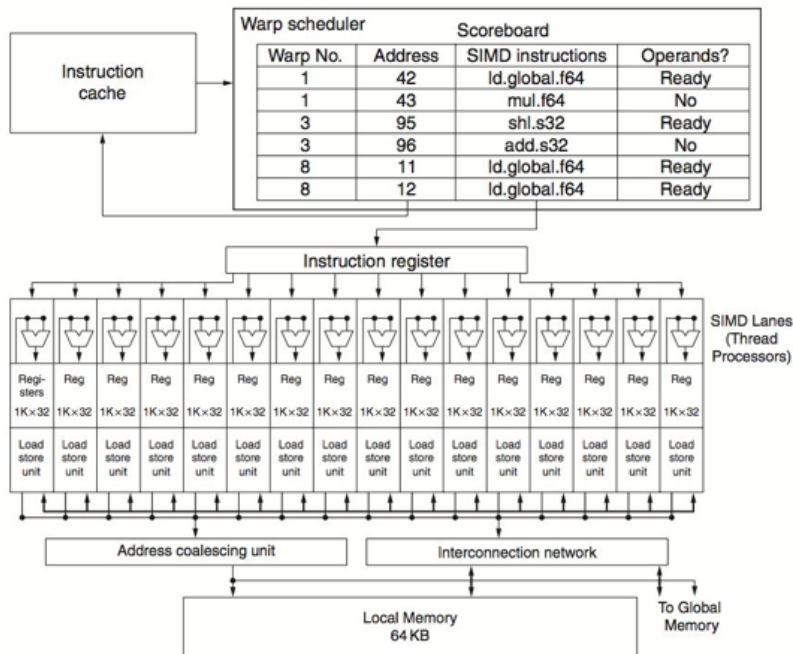 Warp scheduler
Scoreboard
Warp No. Address SIMD instructions Operands?
1 42 ld.global.f64 Ready
1 43 mul.f64 No
3 95 shl.s32 Ready
3 96 add.s32 No
8 11 ld.global.f64 Ready
8 12 ld.global.f64 Ready
Instruction
cache
Instruction register
SIMD Lanes
(Thread
Processors)
Regi- Reg Reg Reg Reg Reg Reg Reg Reg Reg Reg Reg Reg Reg Reg Reg
sters
1K×32 1K×32 1K×32 1K×32 1K×32 1K×32 1K×32 1K×32 1K×32 1K×32 1K×32 1K×32 1K×32 1K×32 1K×32 1K×32
Load Load Load Load Load Load Load Load Load Load Load Load Load Load Load Load
store store store store store store store store store store store store store store store store
unit unit unit unit unit unit unit unit unit unit unit unit unit unit unit unit
Address coalescing unit
Interconnection network
Local Memory
64 KB
To Global
Memory